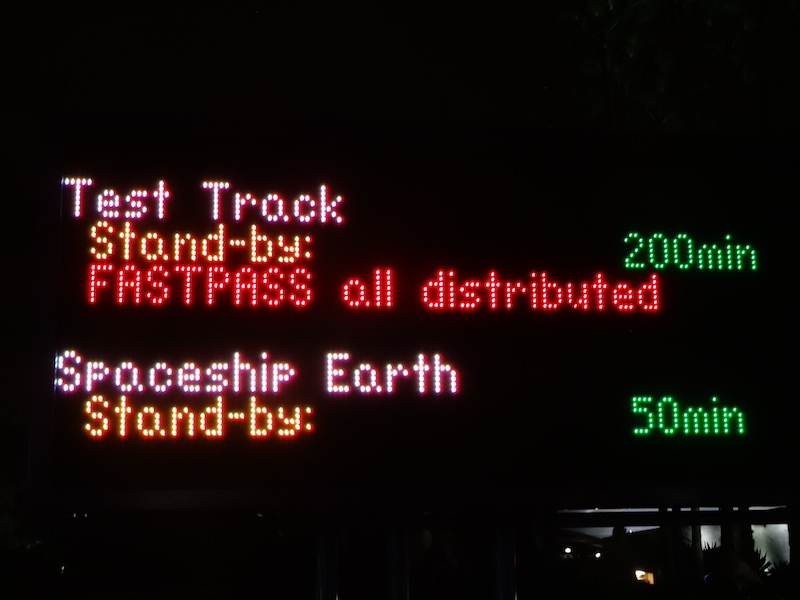 Test Track
Stand-by: 200min
FASTPASS all distributed
Spaceship Earth
Stand-by: 50min